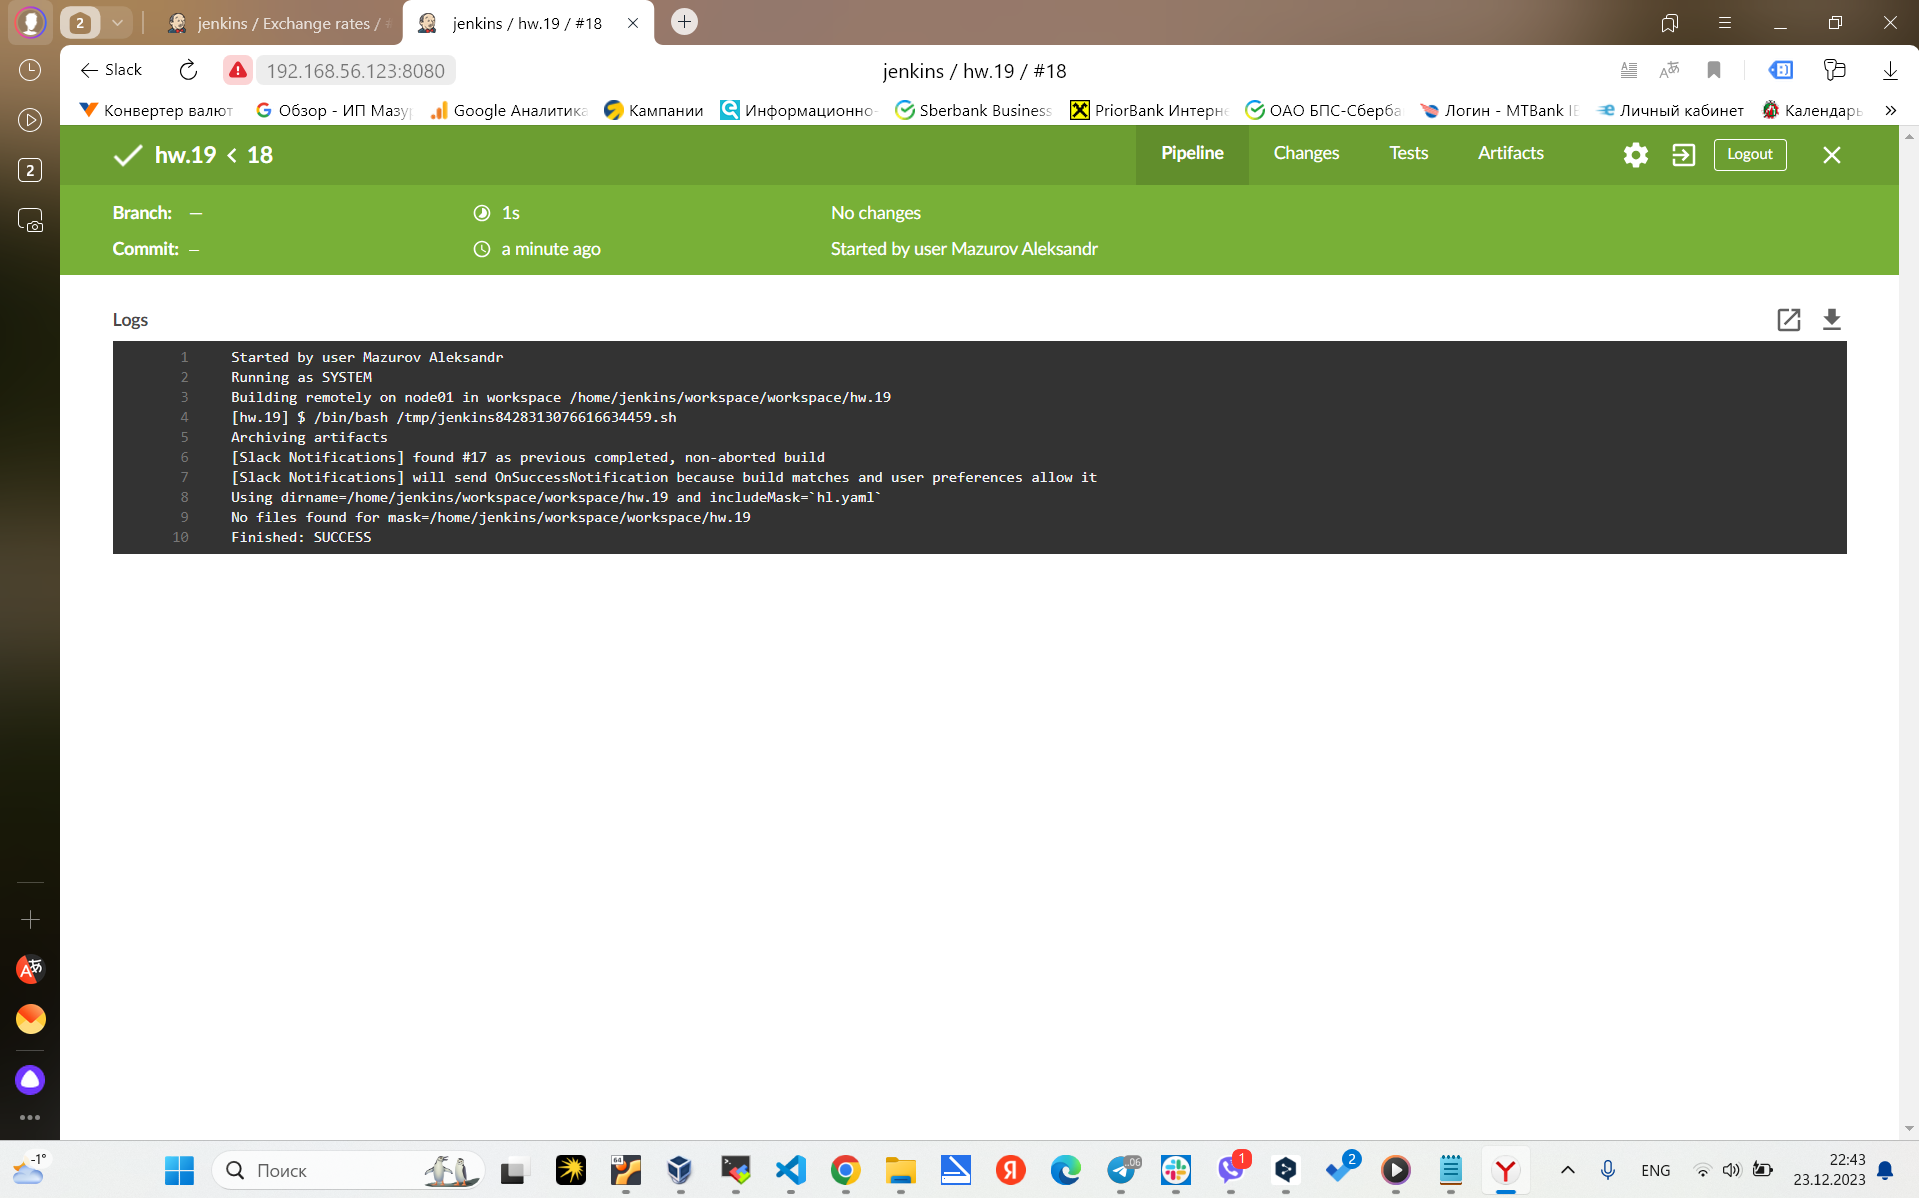 2
jenkins / Exchange rates / #
jenkins / hw.19 / #18
Slack
192.168.56.123:8080
jenkins / hw.19 / #18
Конвертер валют
Обзор - ИП Мазур
Google Аналитика
Кампании
Информационно-
Sberbank Business
PriorBank Интерне
ОАО БПС-Сберба
Логин - MTBank IE
Личный кабинет
Календарь
»
2
hw.19 < 18
Pipeline
Changes
Tests
Artifacts
Logout
Branch: —
1s
No changes
Commit: —
a minute ago
Started by user Mazurov Aleksandr
Logs
1 Started by user Mazurov Aleksandr
2 Running as SYSTEM
3 Building remotely on node01 in workspace /home/jenkins/workspace/workspace/hw.19
4 [hw.19] $ /bin/bash /tmp/jenkins8428313076616634459.sh
5 Archiving artifacts
6 [Slack Notifications] found #17 as previous completed, non-aborted build
7 [Slack Notifications] will send OnSuccessNotification because build matches and user preferences allow it
8 Using dirname=/home/jenkins/workspace/workspace/hw.19 and includeMask=`hl.yaml`
9 No files found for mask=/home/jenkins/workspace/workspace/hw.19
10 Finished: SUCCESS
-1°
Поиск
64
Я
.06
1
2
Y
ENG
22:43
23.12.2023